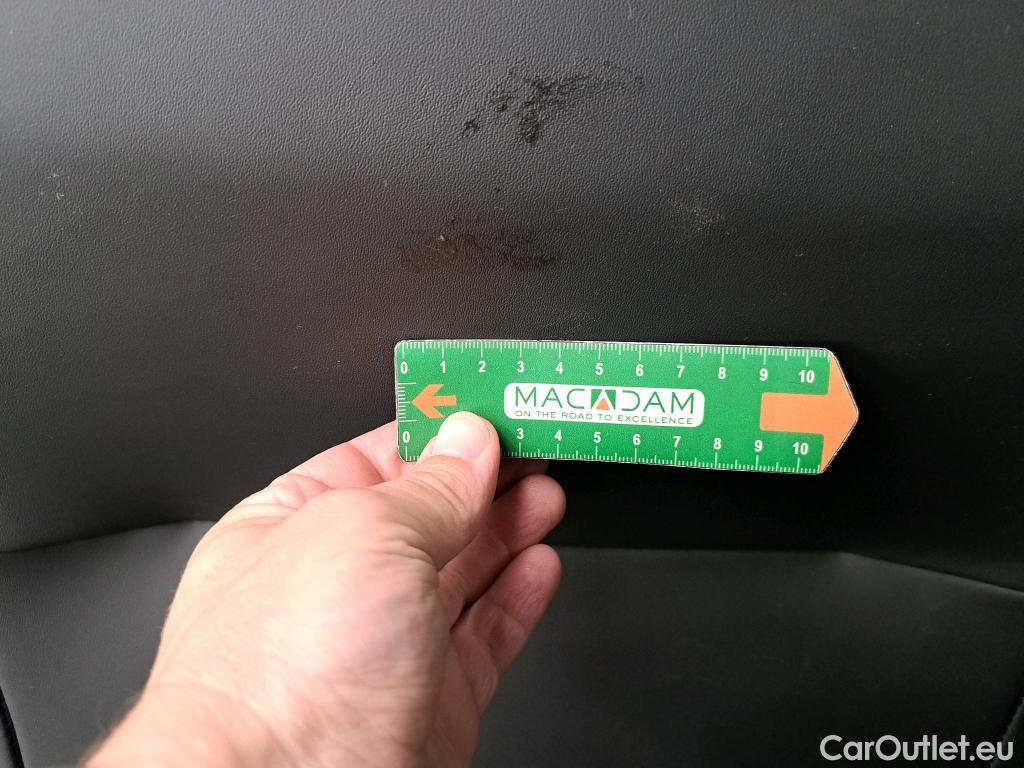 0 1 2 3 4 5 6 7 8 9 10
MACADAM
ON THE ROAD TO EXCELLENCE
0 3 4 5 6 7 8 9 10
CarOutlet.eu